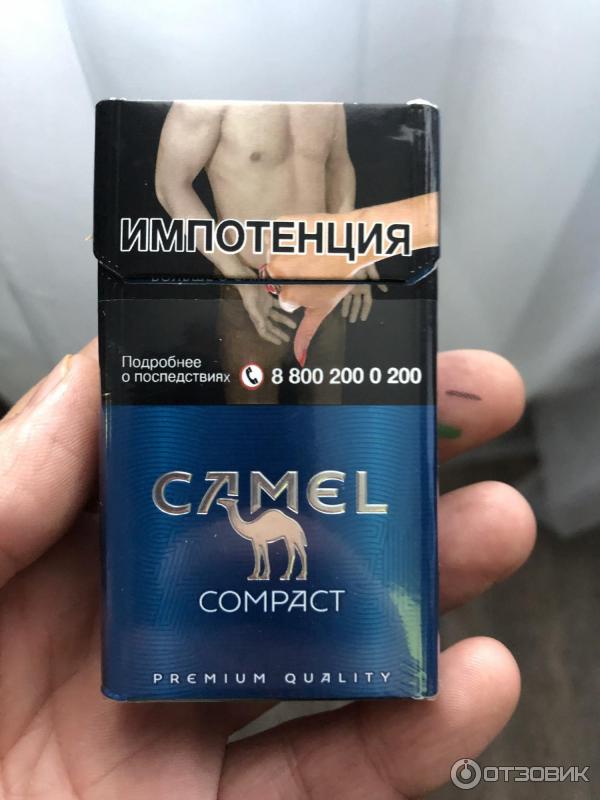 ИМПОТЕНЦИЯ
Подробнее
о последствиях 8 800 200 0 200
CAMEL
COMPACT
PREMIUM QUALITY
ОТЗОВИК